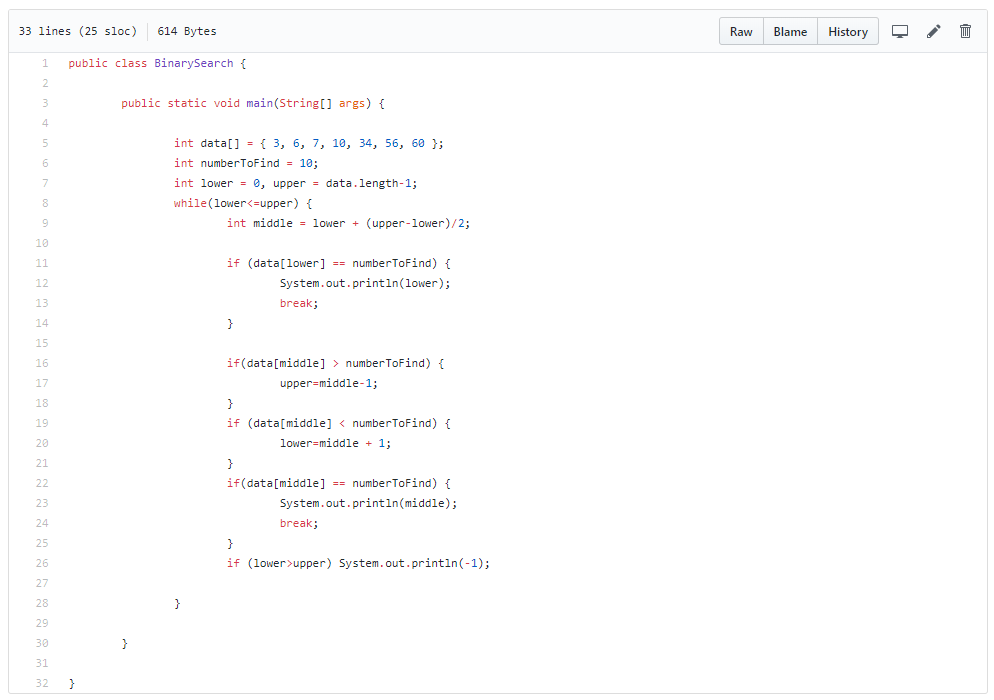 33 lines (25 sloc) 614 Bytes Raw Blame History
1 public class BinarySearch {
2
3 public static void main(String[] args) {
4
5 int data[] = { 3, 6, 7, 10, 34, 56, 60 };
6 int numberToFind = 10;
7 int lower = 0, upper = data.length-1;
8 while(lower<=upper) {
9 int middle = lower + (upper-lower)/2;
10
11 if (data[lower] == numberToFind) {
12 System.out.println(lower);
13 break;
14 }
15
16 if(data[middle] > numberToFind) {
17 upper=middle-1;
18 }
19 if (data[middle] < numberToFind) {
20 lower=middle + 1;
21 }
22 if(data[middle] == numberToFind) {
23 System.out.println(middle);
24 break;
25 }
26 if (lower>upper) System.out.println(-1);
27
28 }
29
30 }
31
32 }